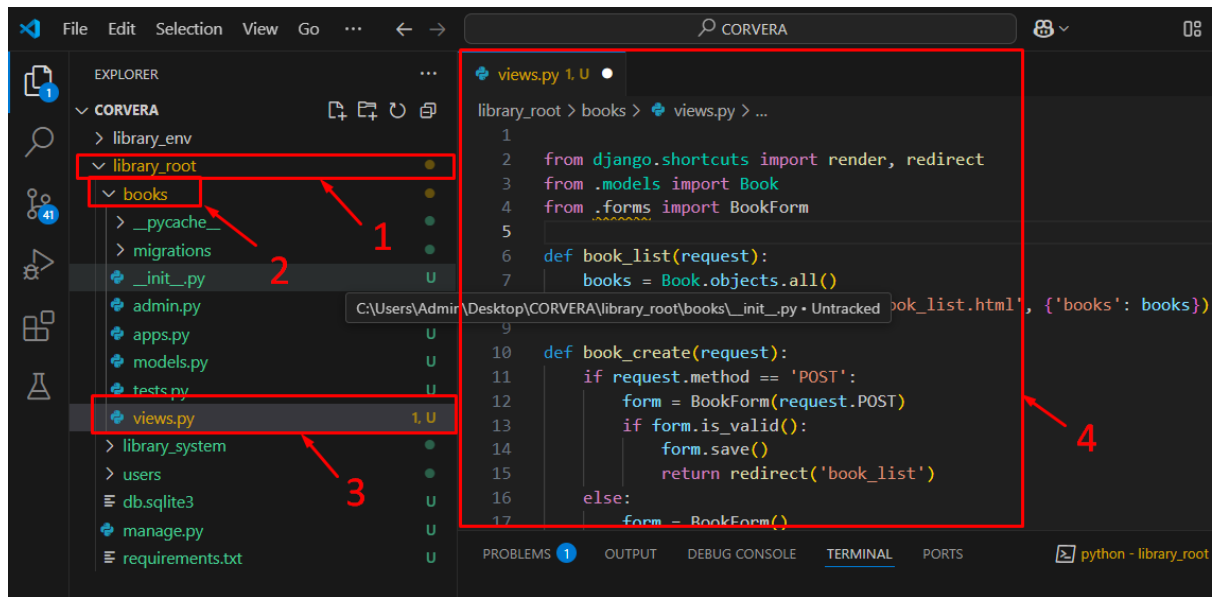 File Edit Selection View Go ··· ← → CORVERA
EXPLORER ···
1
CORVERA
library_env
library_root
books
__pycache__
migrations
__init__.py U
admin.py
apps.py U
models.py U
tests.py U
views.py 1, U
library_system
users
db.sqlite3 U
manage.py U
requirements.txt U
41
1
2
3
4
C:\Users\Admin\Desktop\CORVERA\library_root\books\__init__.py • Untracked
views.py 1, U ●
library_root > books > views.py > ...
1
2 from django.shortcuts import render, redirect
3 from .models import Book
4 from .forms import BookForm
5
6 def book_list(request):
7 books = Book.objects.all()
ook_list.html', {'books': books})
9
10 def book_create(request):
11 if request.method == 'POST':
12 form = BookForm(request.POST)
13 if form.is_valid():
14 form.save()
15 return redirect('book_list')
16 else:
17 form = BookForm()
PROBLEMS 1 OUTPUT DEBUG CONSOLE TERMINAL PORTS python - library_root